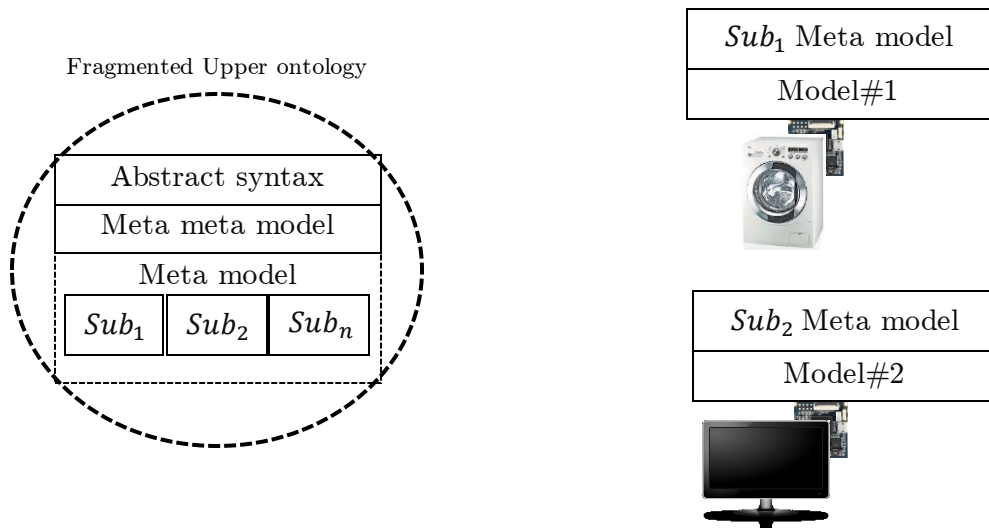 Fragmented Upper ontology
Abstract syntax
Meta meta model
Meta model
Sub₁ Sub₂ Subₙ
Sub₁ Meta model
Model#1
Sub₂ Meta model
Model#2